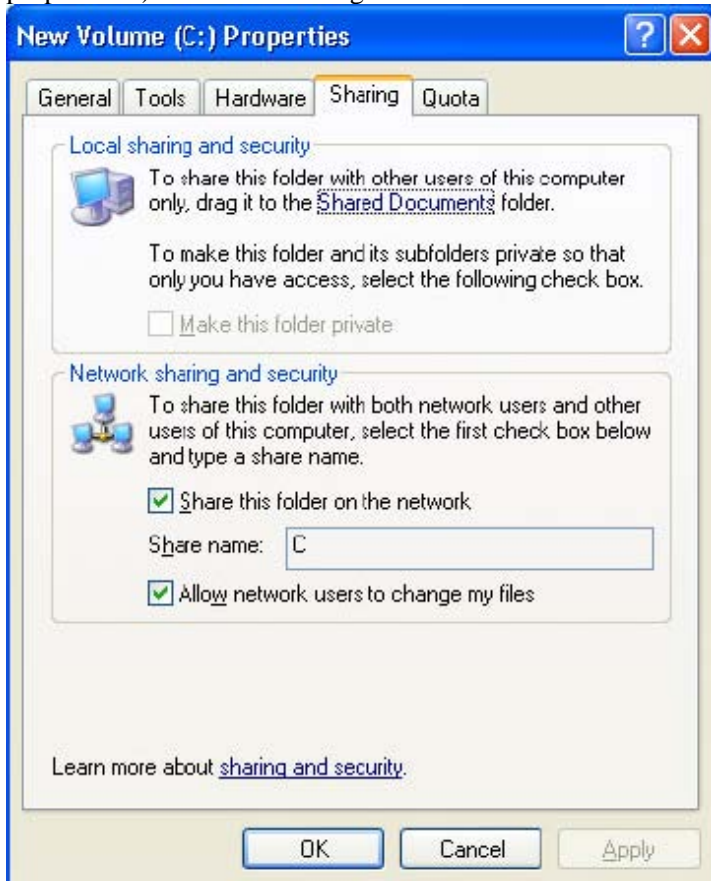 New Volume (C:) Properties
General Tools Hardware Sharing Quota
Local sharing and security
To share this folder with other users of this computer
only, drag it to the Shared Documents folder.
To make this folder and its subfolders private so that
only you have access, select the following check box.
Make this folder private
Network sharing and security
To share this folder with both network users and other
users of this computer, select the first check box below
and type a share name.
Share this folder on the network
Share name: C
Allow network users to change my files
Learn more about sharing and security.
OK Cancel Apply